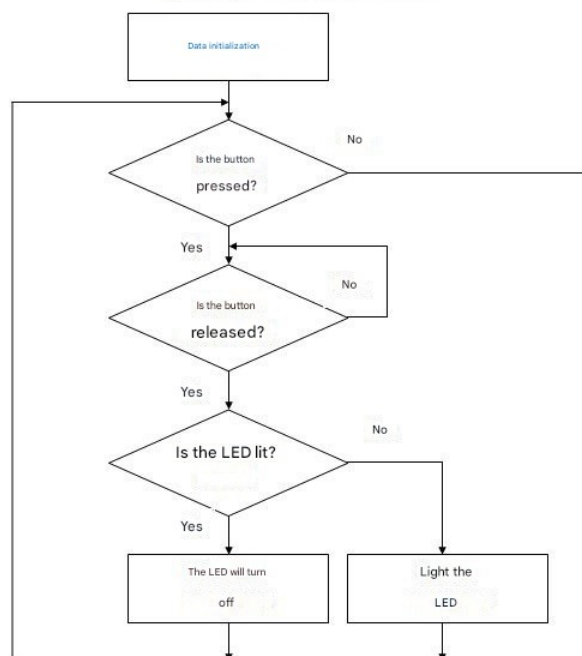 Data initialization
No
Is the button
pressed?
Yes
No
Is the button
released?
Yes
No
Is the LED lit?
Yes
The LED will turn
off
Light the
LED